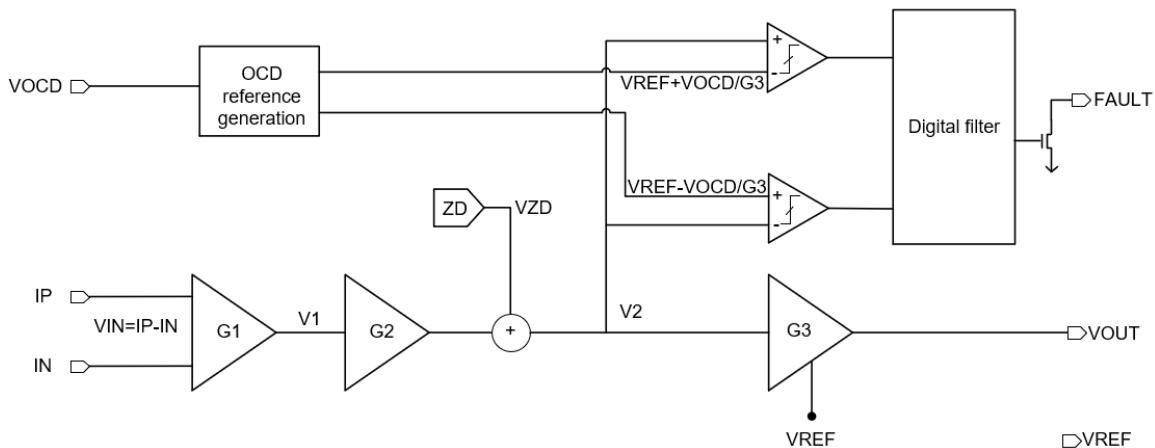 VOCD
OCD
reference
generation
+
-
VREF+VOCD/G3
Digital filter
FAULT
VREF-VOCD/G3
+
-
ZD
VZD
IP
VIN=IP-IN
IN
G1
V1
G2
+
V2
G3
VOUT
VREF
VREF